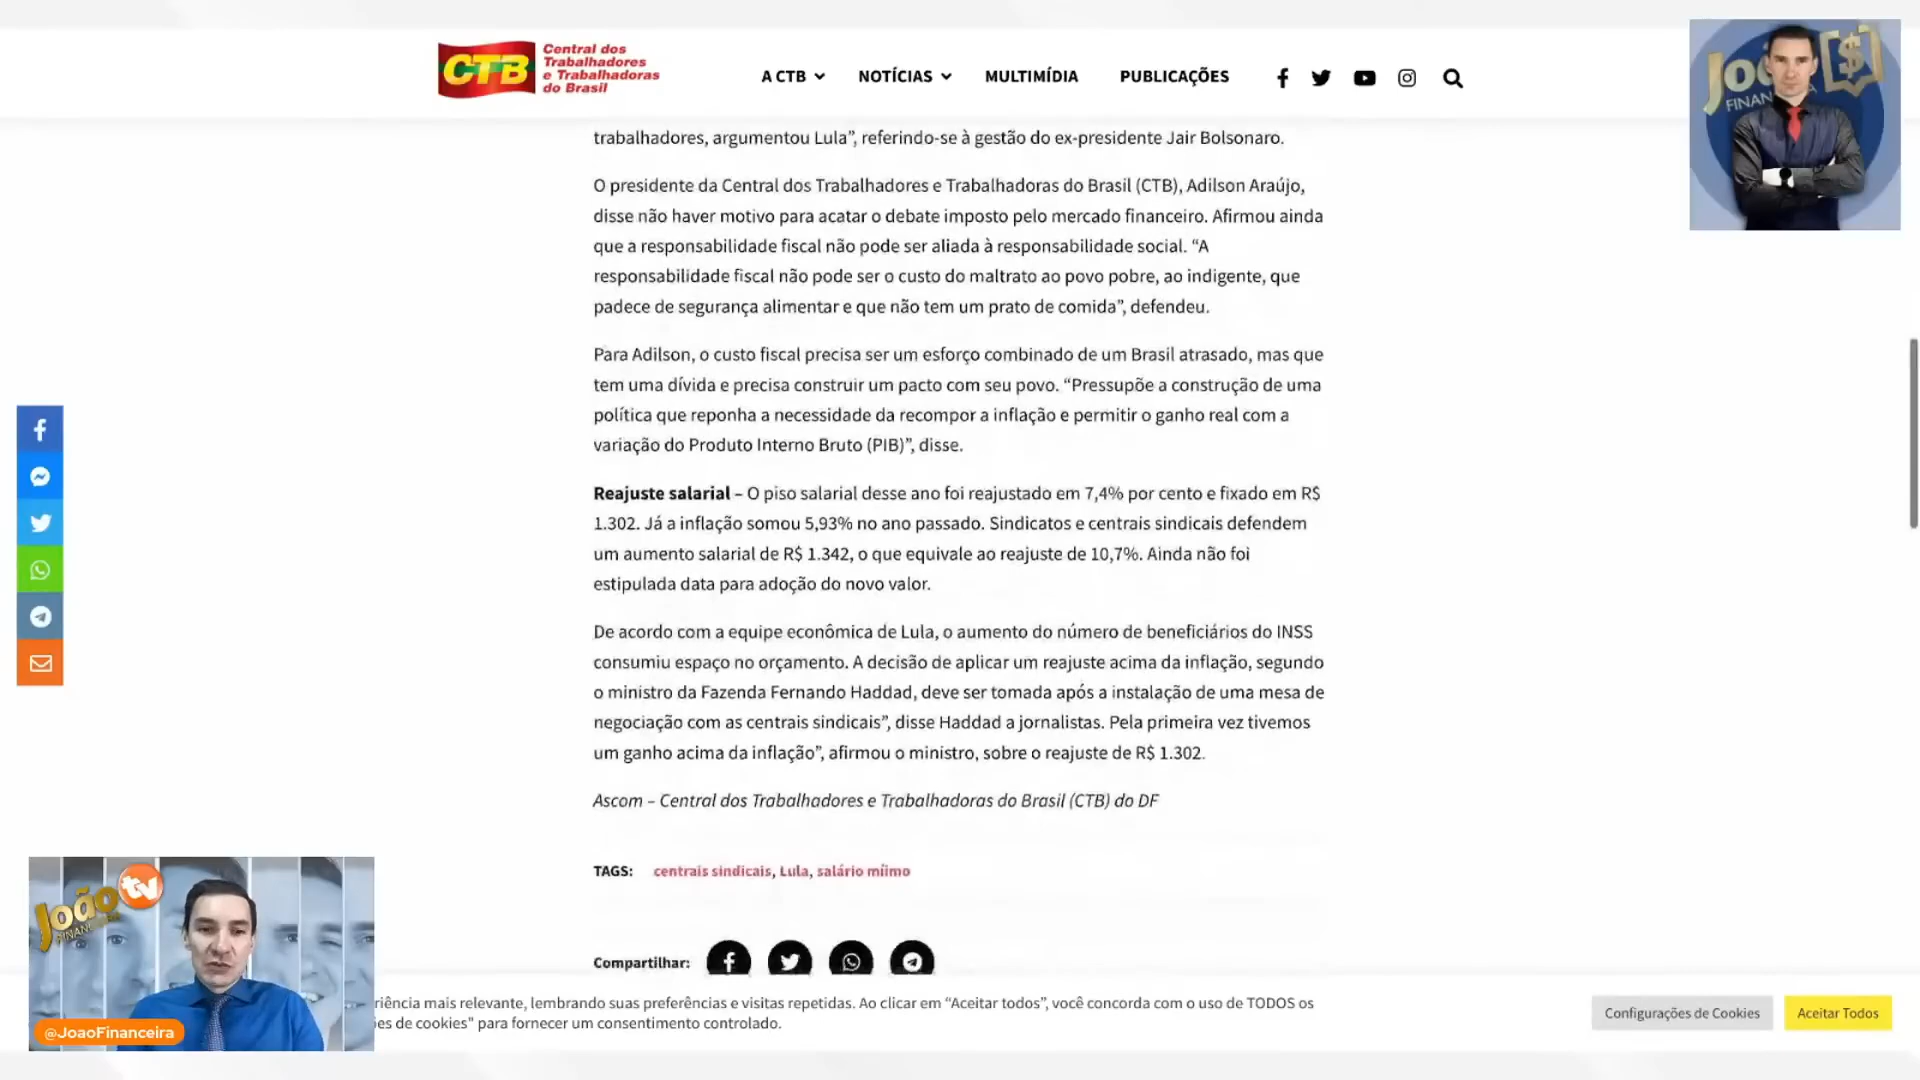 CTB
Central dos
Trabalhadores
e Trabalhadoras
do Brasil
A CTB
NOTÍCIAS
MULTIMÍDIA
PUBLICAÇÕES
João
FINAN
$
trabalhadores, argumentou Lula”, referindo-se à gestão do ex-presidente Jair Bolsonaro.
O presidente da Central dos Trabalhadores e Trabalhadoras do Brasil (CTB), Adilson Araújo,
disse não haver motivo para acatar o debate imposto pelo mercado financeiro. Afirmou ainda
que a responsabilidade fiscal não pode ser aliada à responsabilidade social. “A
responsabilidade fiscal não pode ser o custo do maltrato ao povo pobre, ao indigente, que
padece de segurança alimentar e que não tem um prato de comida”, defendeu.
Para Adilson, o custo fiscal precisa ser um esforço combinado de um Brasil atrasado, mas que
tem uma dívida e precisa construir um pacto com seu povo. “Pressupõe a construção de uma
política que reponha a necessidade da recompor a inflação e permitir o ganho real com a
variação do Produto Interno Bruto (PIB)”, disse.
Reajuste salarial – O piso salarial desse ano foi reajustado em 7,4% por cento e fixado em R$
1.302. Já a inflação somou 5,93% no ano passado. Sindicatos e centrais sindicais defendem
um aumento salarial de R$ 1.342, o que equivale ao reajuste de 10,7%. Ainda não foi
estipulada data para adoção do novo valor.
De acordo com a equipe econômica de Lula, o aumento do número de beneficiários do INSS
consumiu espaço no orçamento. A decisão de aplicar um reajuste acima da inflação, segundo
o ministro da Fazenda Fernando Haddad, deve ser tomada após a instalação de uma mesa de
negociação com as centrais sindicais”, disse Haddad a jornalistas. Pela primeira vez tivemos
um ganho acima da inflação”, afirmou o ministro, sobre o reajuste de R$ 1.302.
Ascom – Central dos Trabalhadores e Trabalhadoras do Brasil (CTB) do DF
TAGS: centrais sindicais, Lula, salário míimo
Compartilhar:
João tv
@JoaoFinanceira
riência mais relevante, lembrando suas preferências e visitas repetidas. Ao clicar em “Aceitar todos”, você concorda com o uso de TODOS os
es de cookies" para fornecer um consentimento controlado.
Configurações de Cookies
Aceitar Todos